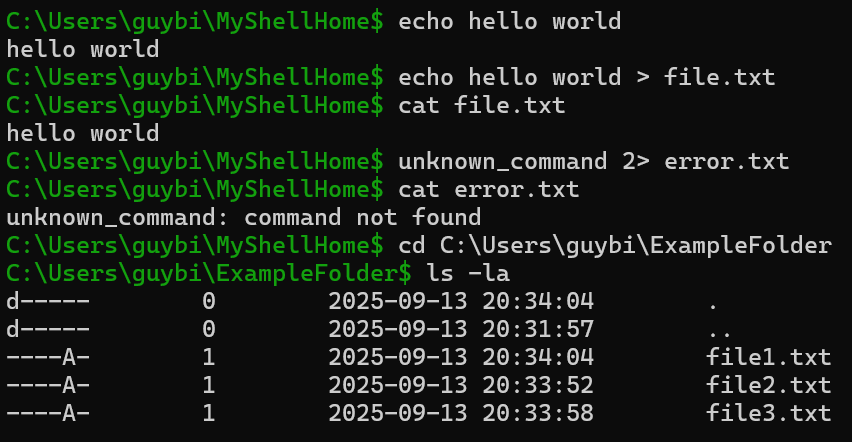 C:\Users\guybi\MyShellHome$ echo hello world
hello world
C:\Users\guybi\MyShellHome$ echo hello world > file.txt
C:\Users\guybi\MyShellHome$ cat file.txt
hello world
C:\Users\guybi\MyShellHome$ unknown_command 2> error.txt
C:\Users\guybi\MyShellHome$ cat error.txt
unknown_command: command not found
C:\Users\guybi\MyShellHome$ cd C:\Users\guybi\ExampleFolder
C:\Users\guybi\ExampleFolder$ ls -la
d-----        0        2025-09-13 20:34:04        .
d-----        0        2025-09-13 20:31:57        ..
----A-        1        2025-09-13 20:34:04        file1.txt
----A-        1        2025-09-13 20:33:52        file2.txt
----A-        1        2025-09-13 20:33:58        file3.txt